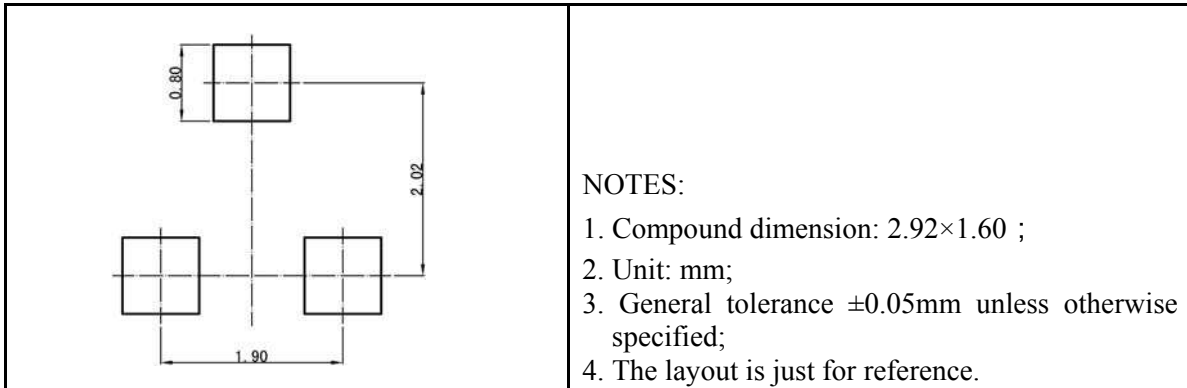 0.80
2.02
1.90
NOTES:
1. Compound dimension: 2.92×1.60 ;
2. Unit: mm;
3. General tolerance ±0.05mm unless otherwise
specified;
4. The layout is just for reference.